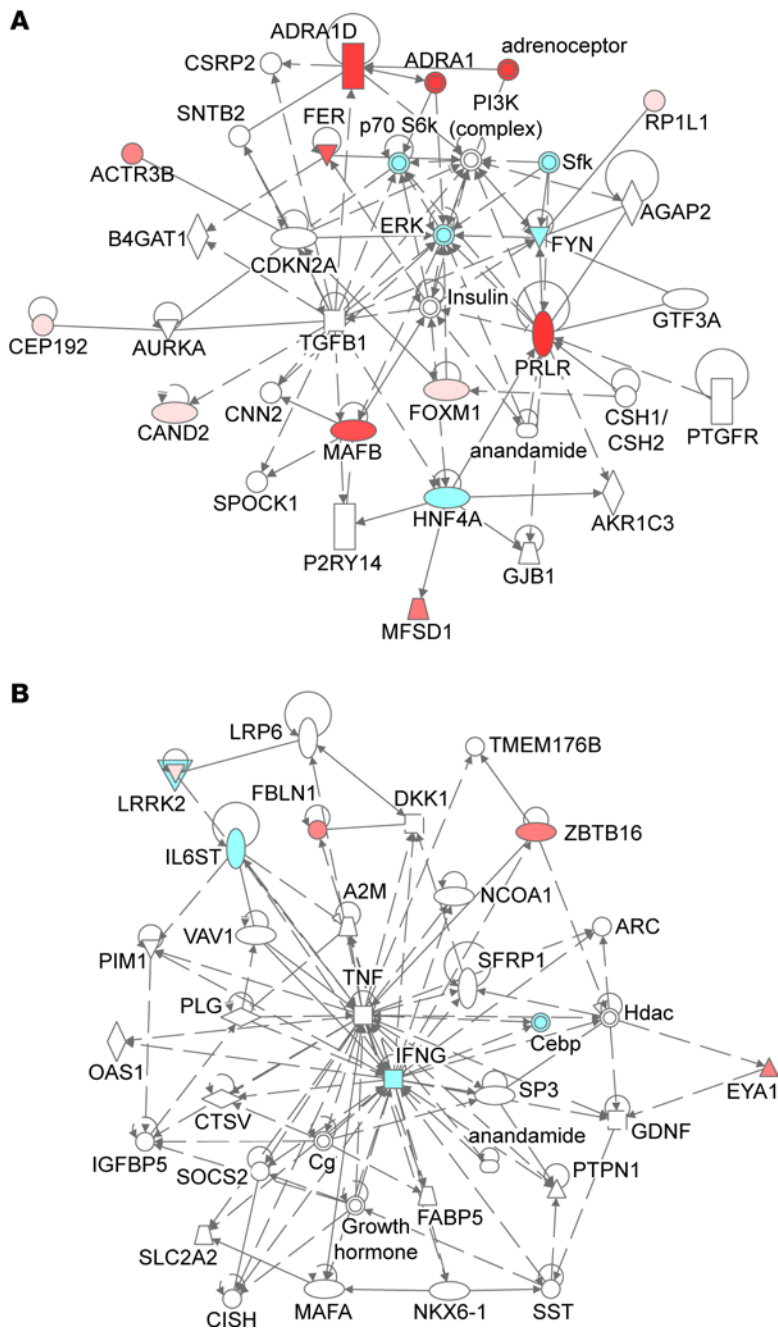 A
ADRA1D
CSRP2
ADRA1
adrenoceptor
SNTB2
FER
p70 S6k
PI3K
(complex)
RP1L1
ACTR3B
Sfk
AGAP2
B4GAT1
CDKN2A
ERK
FYN
Insulin
GTF3A
CEP192
AURKA
TGFB1
PRLR
CAND2
CNN2
FOXM1
CSH1/
CSH2
PTGFR
MAFB
anandamide
SPOCK1
HNF4A
AKR1C3
P2RY14
GJB1
MFSD1
B
LRP6
TMEM176B
LRRK2
FBLN1
DKK1
ZBTB16
IL6ST
A2M
NCOA1
VAV1
ARC
PIM1
TNF
SFRP1
PLG
Hdac
IFNG
Cebp
OAS1
EYA1
CTSV
SP3
GDNF
anandamide
IGFBP5
Cg
PTPN1
SOCS2
FABP5
Growth
hormone
SLC2A2
CISH
MAFA
NKX6-1
SST